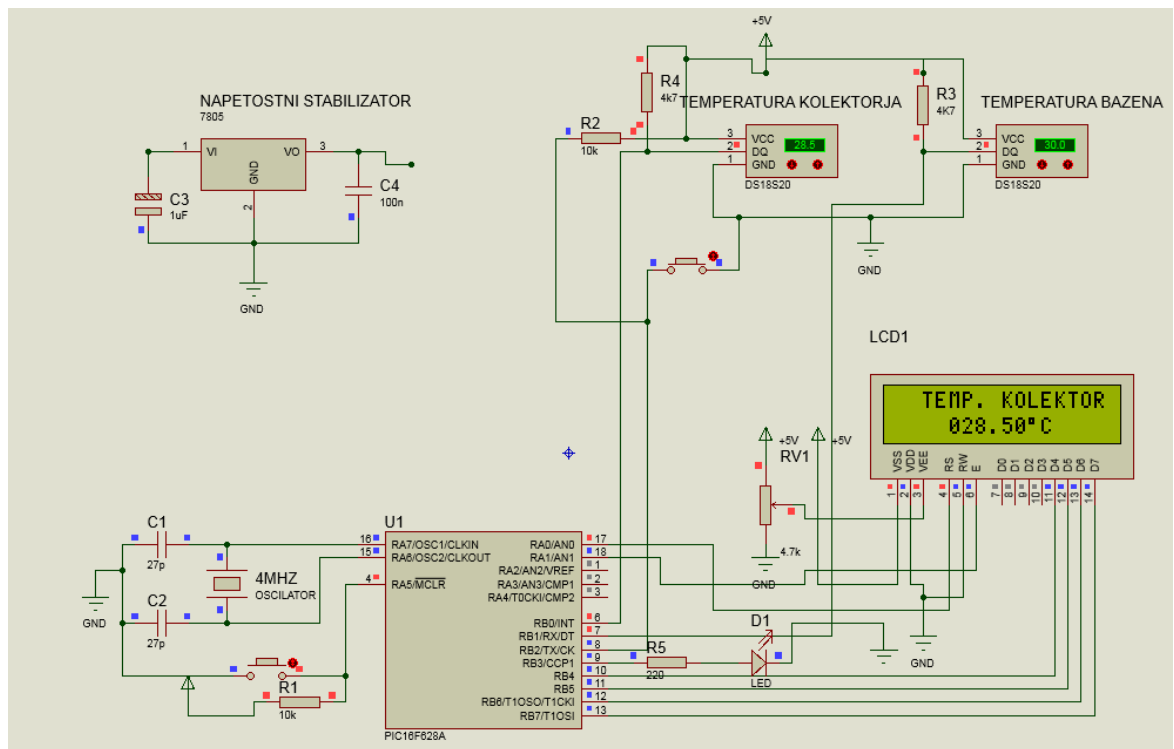 +5V
NAPETOSTNI STABILIZATOR
7805
1 VI VO 3
GND
2
C3
1uF
C4
100n
GND
R4
4k7
R2
10k
TEMPERATURA KOLEKTORJA
3 VCC
2 DQ
1 GND
28.5
DS18S20
R3
4K7
TEMPERATURA BAZENA
3 VCC
2 DQ
1 GND
30.0
DS18S20
GND
LCD1
TEMP. KOLEKTOR
028.50°C
VSS VDD VEE RS RW E D0 D1 D2 D3 D4 D5 D6 D7
1 2 3 4 5 6 7 8 9 10 11 12 13 14
+5V
+5V
RV1
4.7k
GND
GND
C1
27p
C2
27p
GND
4MHZ
OSCILATOR
R1
10k
U1
16 RA7/OSC1/CLKIN
15 RA6/OSC2/CLKOUT
4 RA5/MCLR
RA0/AN0 17
RA1/AN1 18
RA2/AN2/VREF 1
RA3/AN3/CMP1 2
RA4/T0CKI/CMP2 3
RB0/INT 6
RB1/RX/DT 7
RB2/TX/CK 8
RB3/CCP1 9
RB4 10
RB5 11
RB6/T1OSO/T1CKI 12
RB7/T1OSI 13
PIC16F628A
R5
220
D1
LED